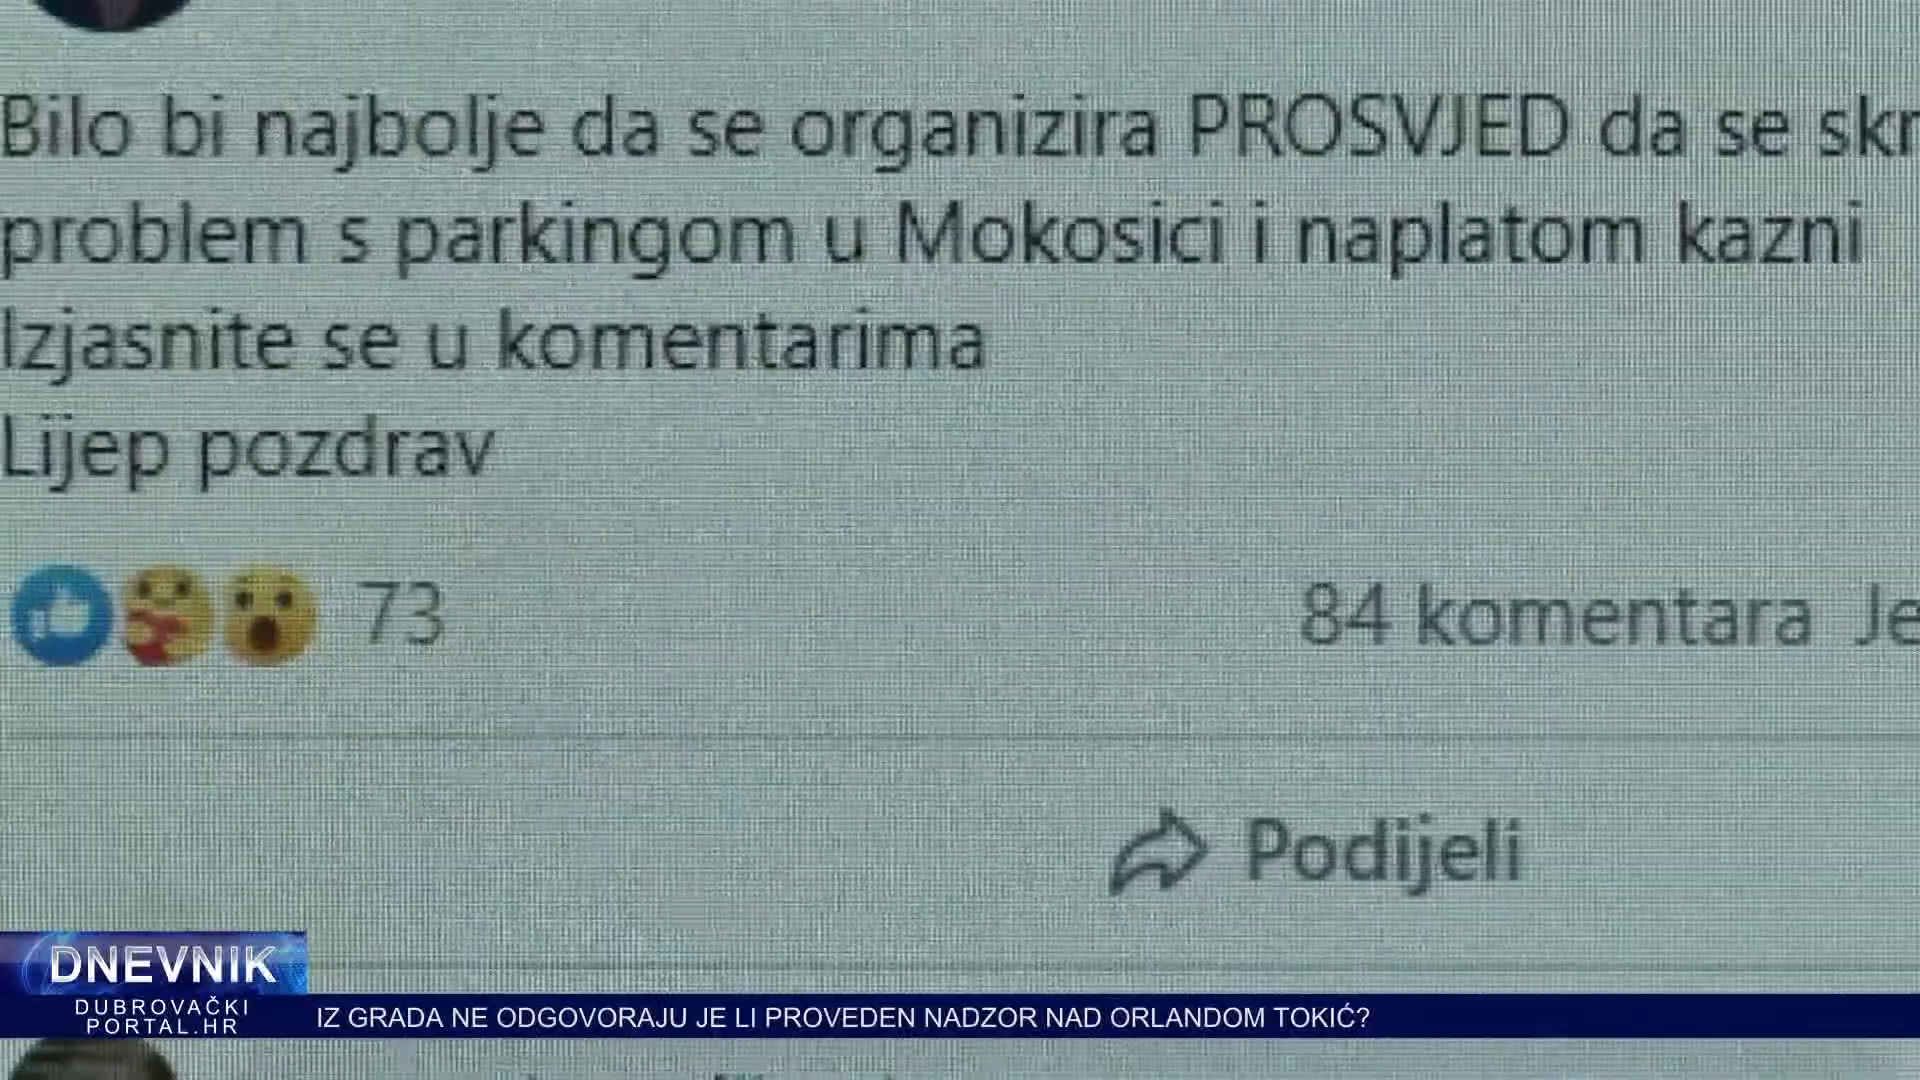 Bilo bi najbolje da se organizira PROSVJED da se skr
problem s parkingom u Mokosici i naplatom kazni
Izjasnite se u komentarima
Lijep pozdrav
73
84 komentara Je
Podijeli
DNEVNIK
DUBROVAČKI
PORTAL.HR
IZ GRADA NE ODGOVORAJU JE LI PROVEDEN NADZOR NAD ORLANDOM TOKIĆ?